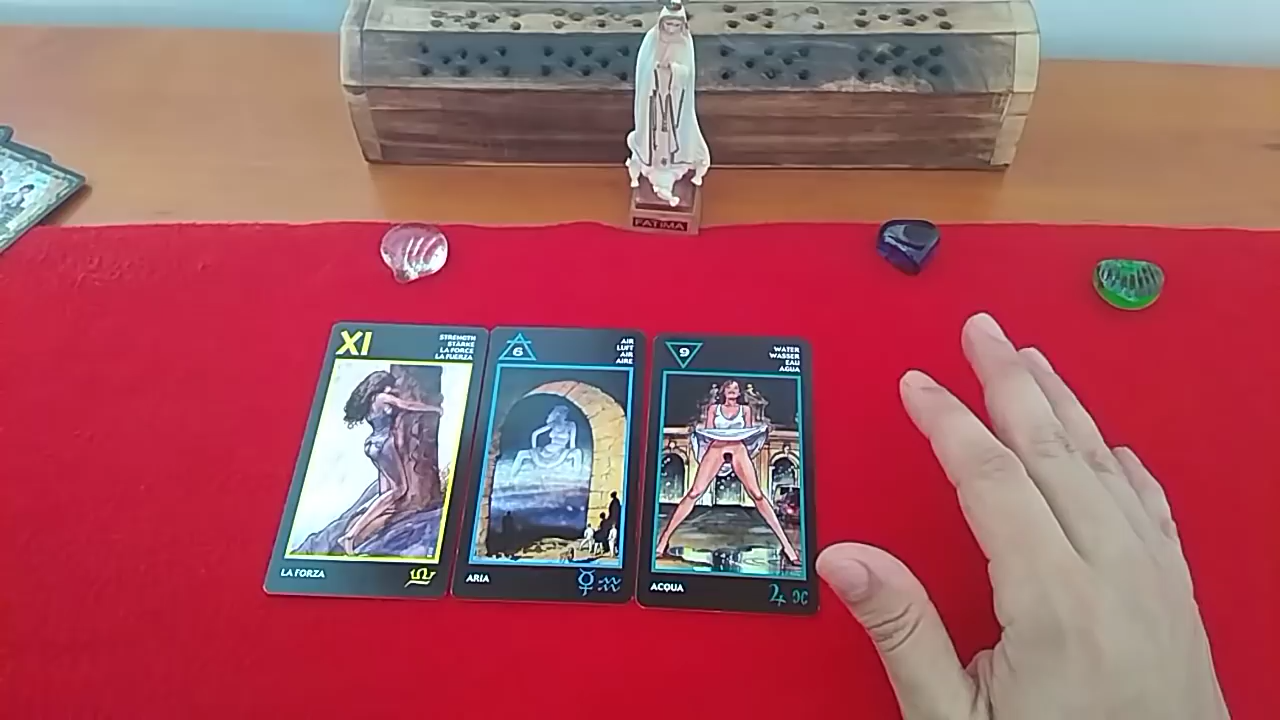 FATIMA
XI
STRENGTH
STÄRKE
LA FORCE
LA FUERZA
LA FORZA
6
AIR
LUFT
AIR
AIRE
ARIA
9
WATER
WASSER
EAU
AGUA
ACQUA